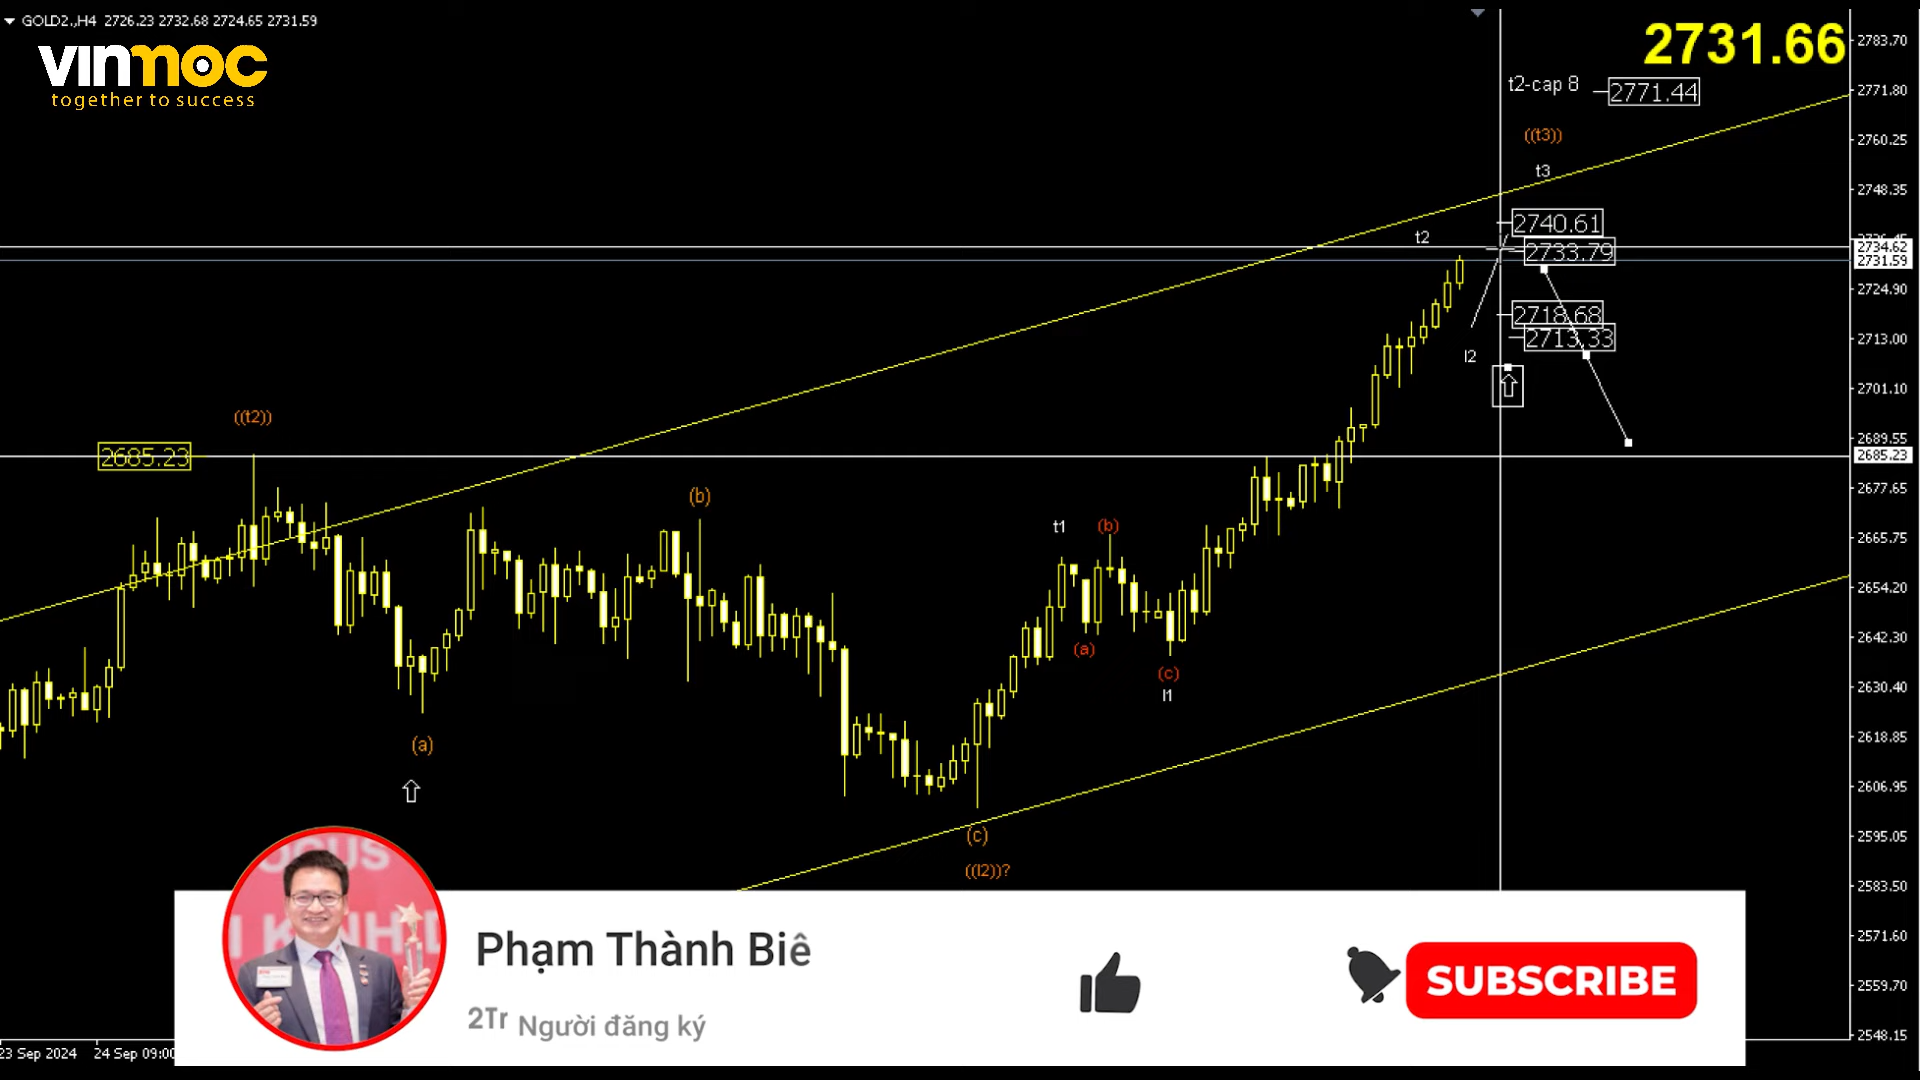 GOLD2.,H4 2726.23 2732.68 2724.65 2731.59
2731.66
vinmoc
together to success
t2-cap 8
2771.44
((t3))
t3
2740.61
t2
2733.79
2718.68
2713.33
l2
((t2))
2685.23
(b)
t1
(b)
(a)
(c)
l1
(a)
(c)
((l2))?
2783.70
2771.80
2760.25
2748.35
2734.62
2731.59
2724.90
2713.00
2701.10
2689.55
2685.23
2677.65
2665.75
2654.20
2642.30
2630.40
2618.85
2606.95
2595.05
2583.50
2571.60
2559.70
2548.15
Phạm Thành Biê
2Tr Người đăng ký
SUBSCRIBE
23 Sep 2024
24 Sep 09:00